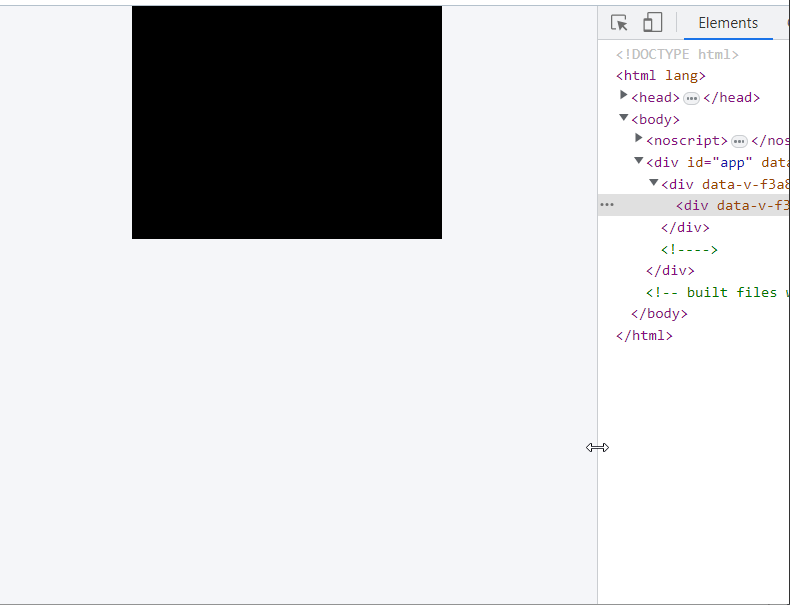 Elements
<!DOCTYPE html>
<html lang>
<head> ••• </head>
<body>
<noscript> ••• </nos
<div id="app" data
<div data-v-f3a8
••• <div data-v-f3
</div>
<!---->
</div>
<!-- built files w
</body>
</html>